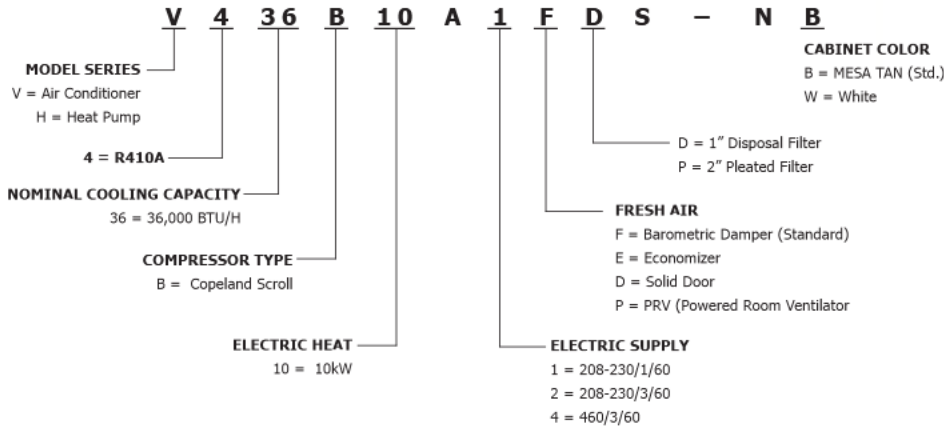 V 4 36 B 10 A 1 F D S – N B
CABINET COLOR
B = MESA TAN (Std.)
W = White
MODEL SERIES
V = Air Conditioner
H = Heat Pump
D = 1" Disposal Filter
P = 2" Pleated Filter
4 = R410A
NOMINAL COOLING CAPACITY
36 = 36,000 BTU/H
FRESH AIR
F = Barometric Damper (Standard)
E = Economizer
D = Solid Door
P = PRV (Powered Room Ventilator
COMPRESSOR TYPE
B = Copeland Scroll
ELECTRIC HEAT
10 = 10kW
ELECTRIC SUPPLY
1 = 208-230/1/60
2 = 208-230/3/60
4 = 460/3/60